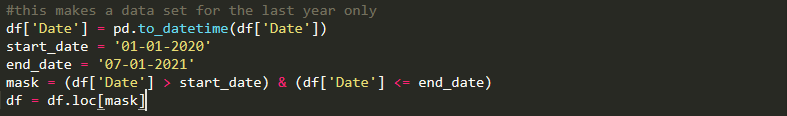 #this makes a data set for the last year only
df['Date'] = pd.to_datetime(df['Date'])
start_date = '01-01-2020'
end_date = '07-01-2021'
mask = (df['Date'] > start_date) & (df['Date'] <= end_date)
df = df.loc[mask]